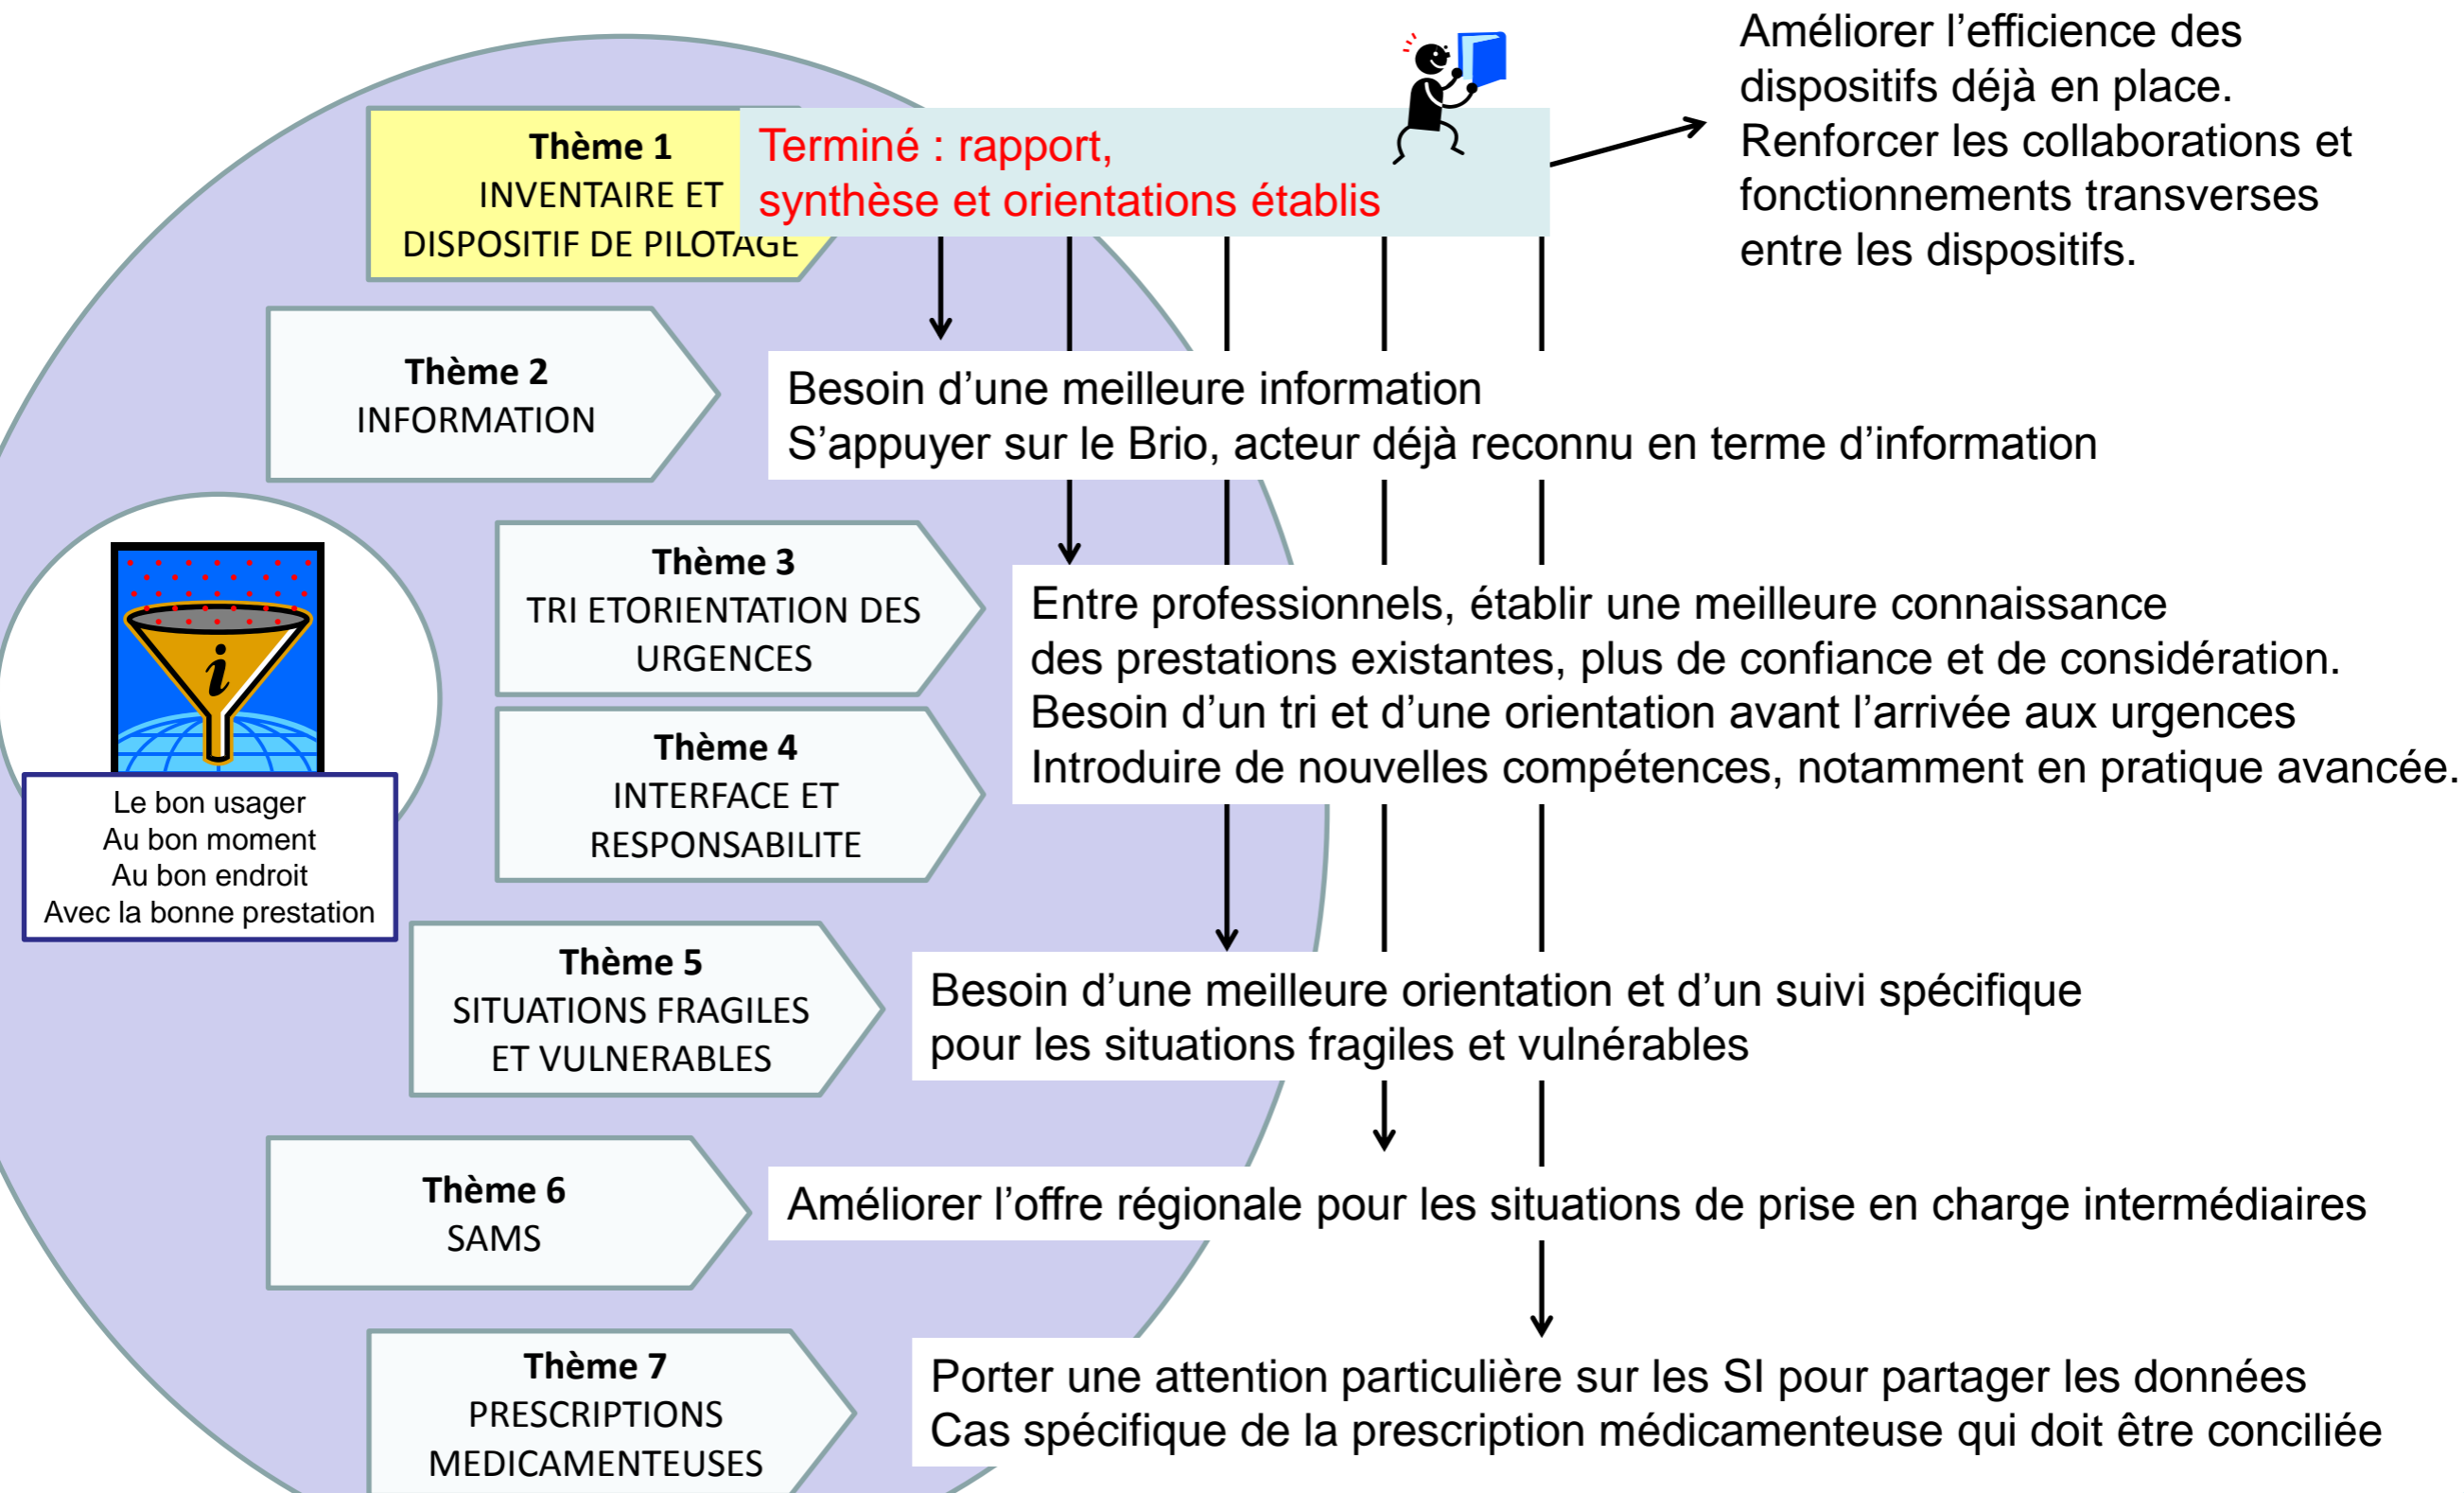 Améliorer l’efficience des
dispositifs déjà en place.
Renforcer les collaborations et
fonctionnements transverses
entre les dispositifs.
Thème 1
INVENTAIRE ET
DISPOSITIF DE PILOTAGE
Terminé : rapport,
synthèse et orientations établis
Thème 2
INFORMATION
Besoin d’une meilleure information
S’appuyer sur le Brio, acteur déjà reconnu en terme d’information
Thème 3
TRI ETORIENTATION DES
URGENCES
Entre professionnels, établir une meilleure connaissance
des prestations existantes, plus de confiance et de considération.
Besoin d’un tri et d’une orientation avant l’arrivée aux urgences
Introduire de nouvelles compétences, notamment en pratique avancée.
Thème 4
INTERFACE ET
RESPONSABILITE
i
Le bon usager
Au bon moment
Au bon endroit
Avec la bonne prestation
Thème 5
SITUATIONS FRAGILES
ET VULNERABLES
Besoin d’une meilleure orientation et d’un suivi spécifique
pour les situations fragiles et vulnérables
Thème 6
SAMS
Améliorer l’offre régionale pour les situations de prise en charge intermédiaires
Thème 7
PRESCRIPTIONS
MEDICAMENTEUSES
Porter une attention particulière sur les SI pour partager les données
Cas spécifique de la prescription médicamenteuse qui doit être conciliée